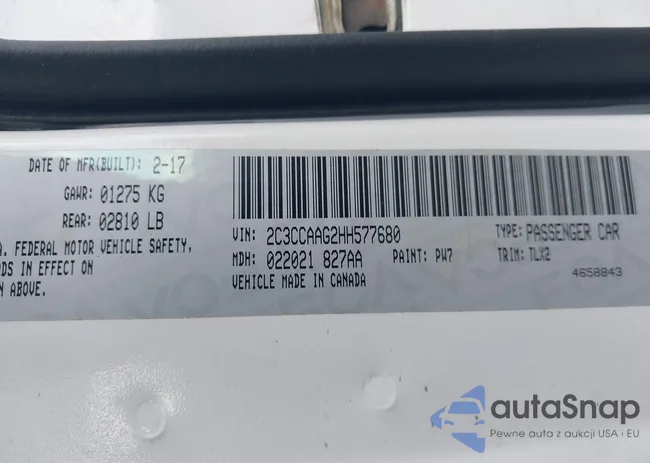 DATE OF MFR(BUILT): 2-17
GAWR: 01275 KG
REAR: 02810 LB
A. FEDERAL MOTOR VEHICLE SAFETY,
DS IN EFFECT ON
N ABOVE.
VIN: 2C3CCAAG2HH577680
TYPE: PASSENGER CAR
MDH: 022021 827AA
PAINT: PW7
TRIM: TLX2
VEHICLE MADE IN CANADA
4658843
autaSnap
Pewne auta z aukcji USA i EU